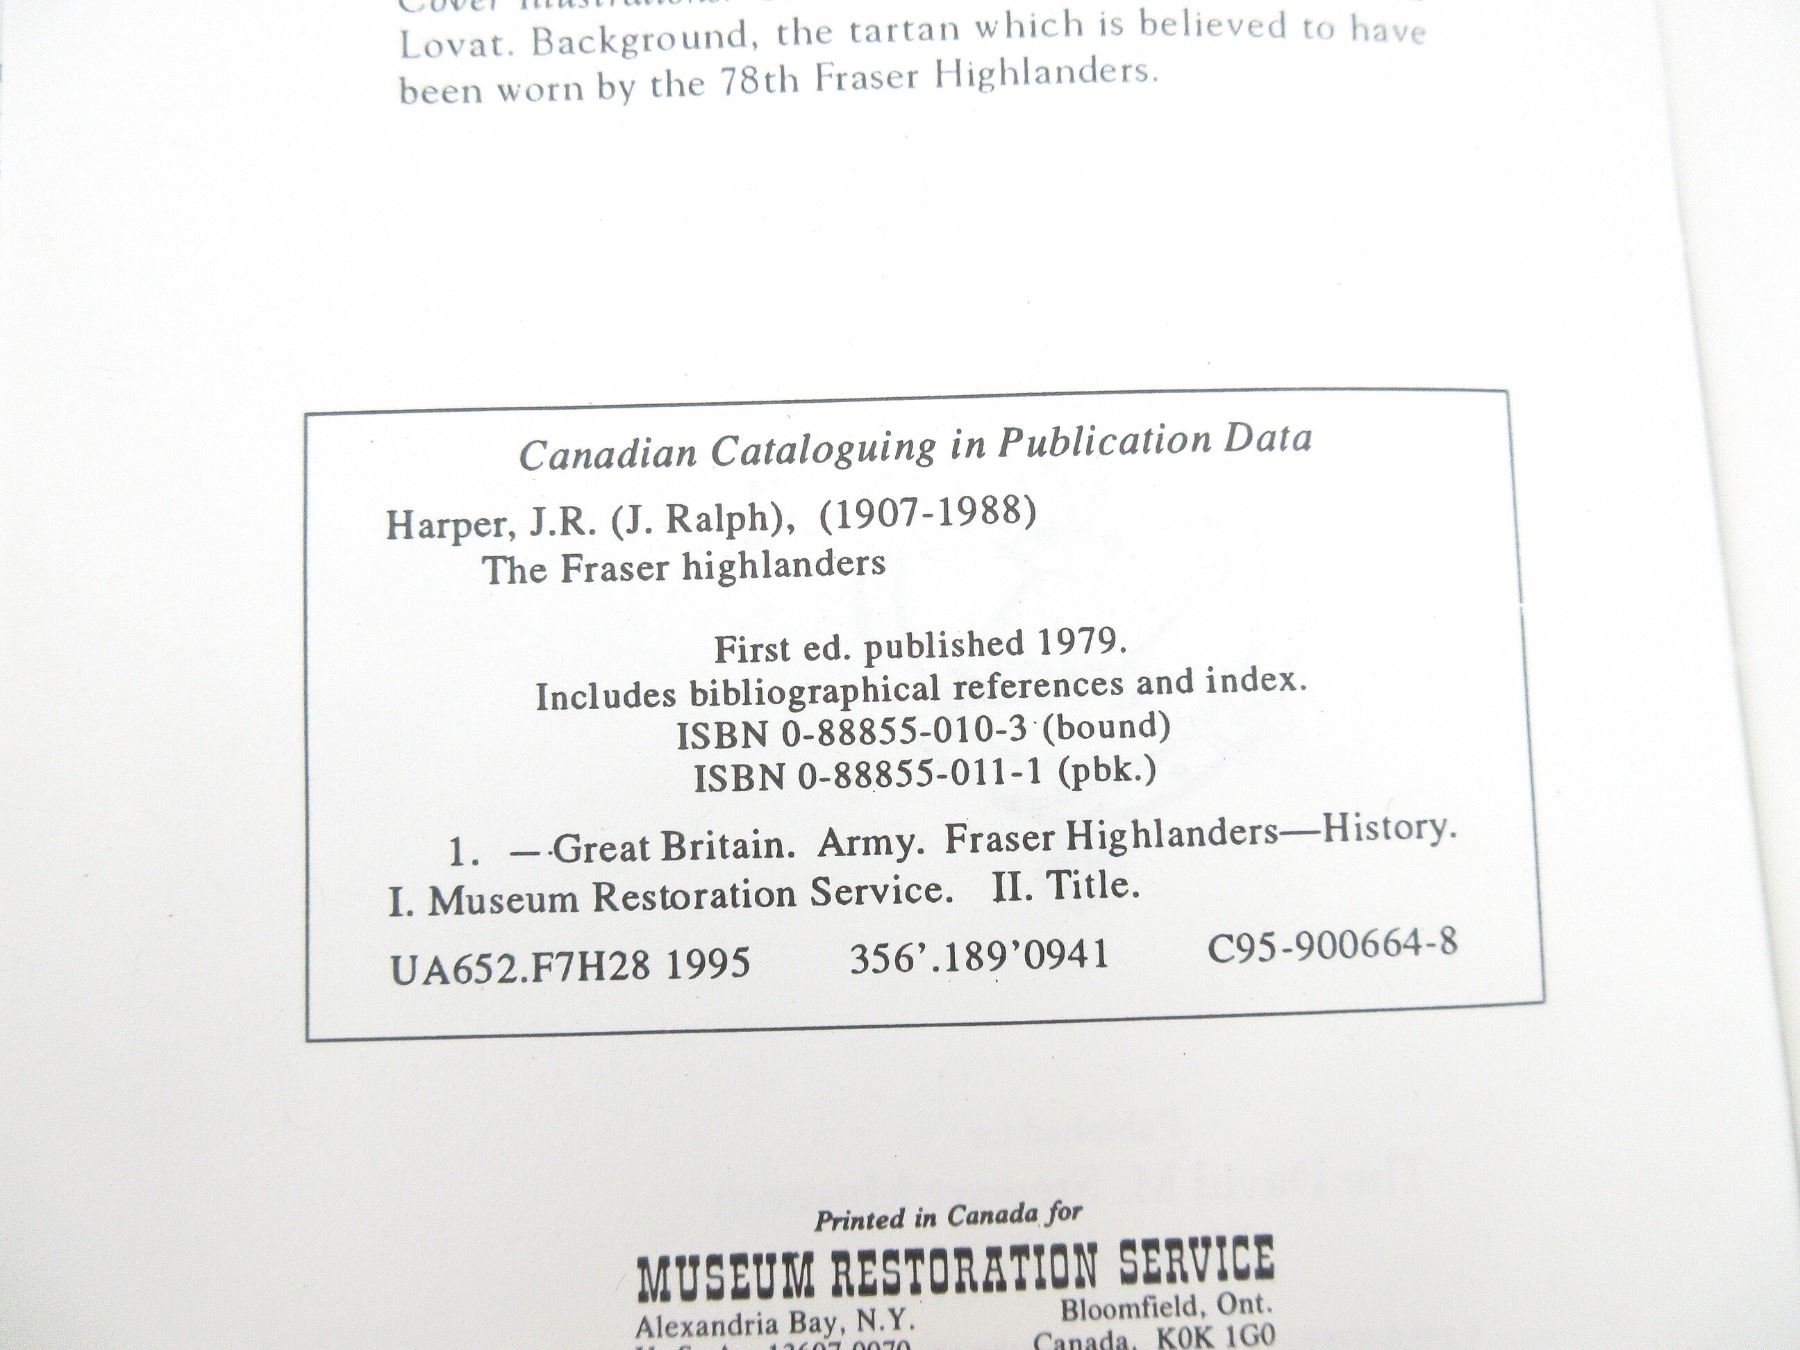 Cover Illustrations.
Lovat. Background, the tartan which is believed to have
been worn by the 78th Fraser Highlanders.
Canadian Cataloguing in Publication Data
Harper, J.R. (J. Ralph), (1907-1988)
The Fraser highlanders
First ed. published 1979.
Includes bibliographical references and index.
ISBN 0-88855-010-3 (bound)
ISBN 0-88855-011-1 (pbk.)
1. —Great Britain. Army. Fraser Highlanders—History.
I. Museum Restoration Service. II. Title.
UA652.F7H28 1995 356'.189'0941 C95-900664-8
Printed in Canada for
MUSEUM RESTORATION SERVICE
Alexandria Bay, N.Y. Bloomfield, Ont.
Canada, K0K 1G0